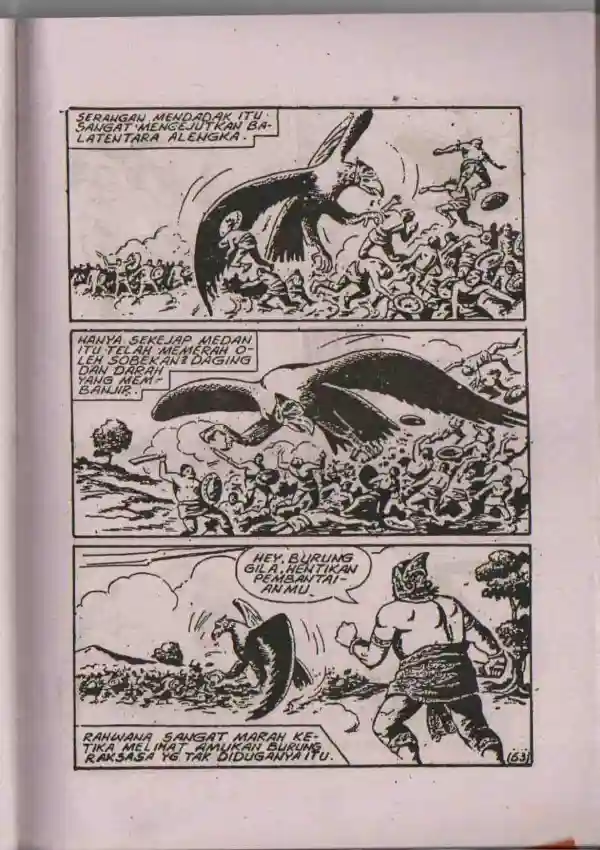 SERANGAN MENDADAK ITU
SANGAT MENGEJUTKAN BA-
LATENTARA ALENGKA.
HANYA SEKEJAP MEDAN
ITU TELAH MEMERAH O-
LEH SOBEKAN2 DAGING
DAN DARAH
YANG MEM-
BANJIR.
HEY, BURUNG
GILA, HENTIKAN
PEMBANTAI-
ANMU.
RAHWANA SANGAT MARAH KE-
TIKA MELIHAT AMUKAN BURUNG
RAKSASA YG TAK DIDUGANYA ITU.
(63)